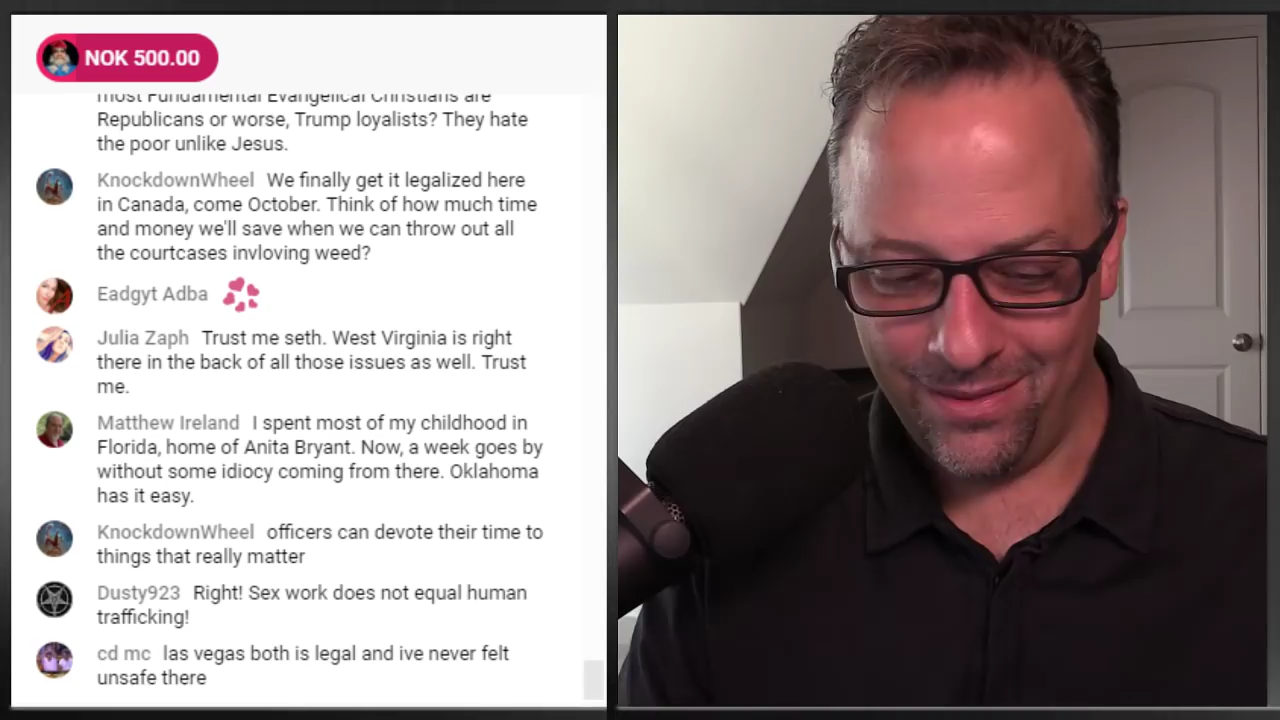 NOK 500.00
most Fundamental Evangelical Christians are
Republicans or worse, Trump loyalists? They hate
the poor unlike Jesus.
KnockdownWheel We finally get it legalized here
in Canada, come October. Think of how much time
and money we'll save when we can throw out all
the courtcases invloving weed?
Eadgyt Adba
Julia Zaph Trust me seth. West Virginia is right
there in the back of all those issues as well. Trust
me.
Matthew Ireland I spent most of my childhood in
Florida, home of Anita Bryant. Now, a week goes by
without some idiocy coming from there. Oklahoma
has it easy.
KnockdownWheel officers can devote their time to
things that really matter
Dusty923 Right! Sex work does not equal human
trafficking!
cd mc las vegas both is legal and ive never felt
unsafe there